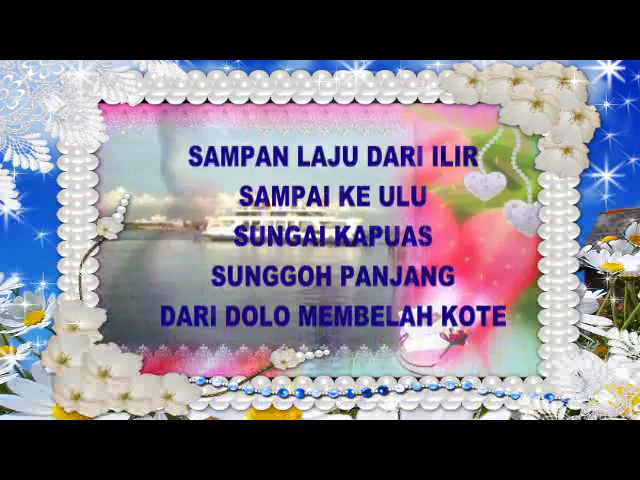 SAMPAN LAJU DARI ILIR
SAMPAI KE ULU
SUNGAI KAPUAS
SUNGGOH PANJANG
DARI DOLO MEMBELAH KOTE